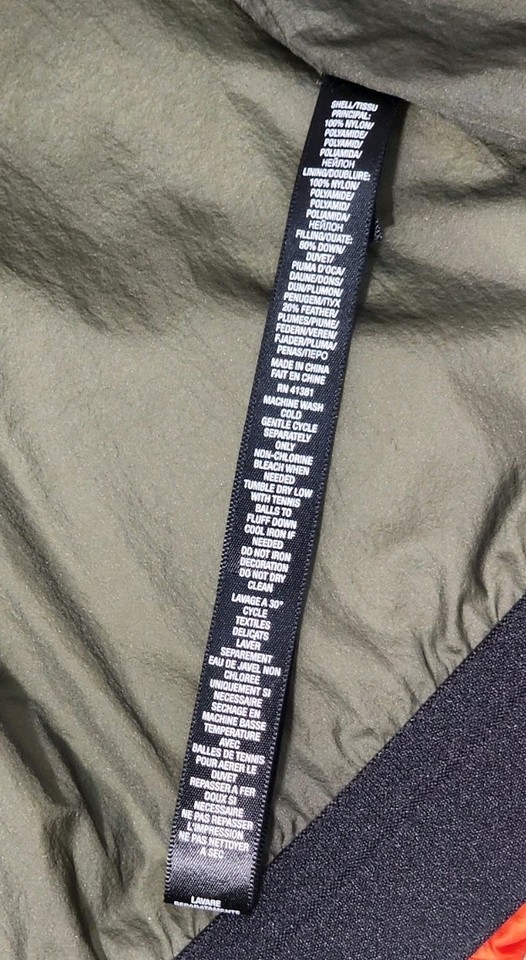 SHELL/TISSU
PRINCIPAL:
100% NYLON/
POLYAMIDE/
POLYAMID/
POLIAMIDA/
НЕЙЛОН
LINING/DOUBLURE:
100% NYLON/
POLYAMIDE/
POLYAMID/
POLIAMIDA/
НЕЙЛОН
FILLING/OUATE:
80% DOWN/
DUVET/
PIUMA D'OCA/
DAUNE/DONS/
DUN/PLUMON/
PENUGEM/ПУХ
20% FEATHER/
PLUMES/PIUME/
FEDERN/VEREN/
FJADER/PLUMA/
PENAS/ПЕРО
MADE IN CHINA
FAIT EN CHINE
RN 41381
MACHINE WASH
COLD
GENTLE CYCLE
SEPARATELY
ONLY
NON-CHLORINE
BLEACH WHEN
NEEDED
TUMBLE DRY LOW
WITH TENNIS
BALLS TO
FLUFF DOWN
COOL IRON IF
NEEDED
DO NOT IRON
DECORATION
DO NOT DRY
CLEAN
LAVAGE A 30°
CYCLE
TEXTILES
DELICATS
LAVER
SEPAREMENT
EAU DE JAVEL NON
CHLOREE
UNIQUEMENT SI
NECESSAIRE
SECHAGE EN
MACHINE BASSE
TEMPERATURE
AVEC
BALLES DE TENNIS
POUR AERER LE
DUVET
REPASSER A FER
DOUX SI
NECESSAIRE
NE PAS REPASSER
L'IMPRESSION
NE PAS NETTOYER
A SEC
LAVARE